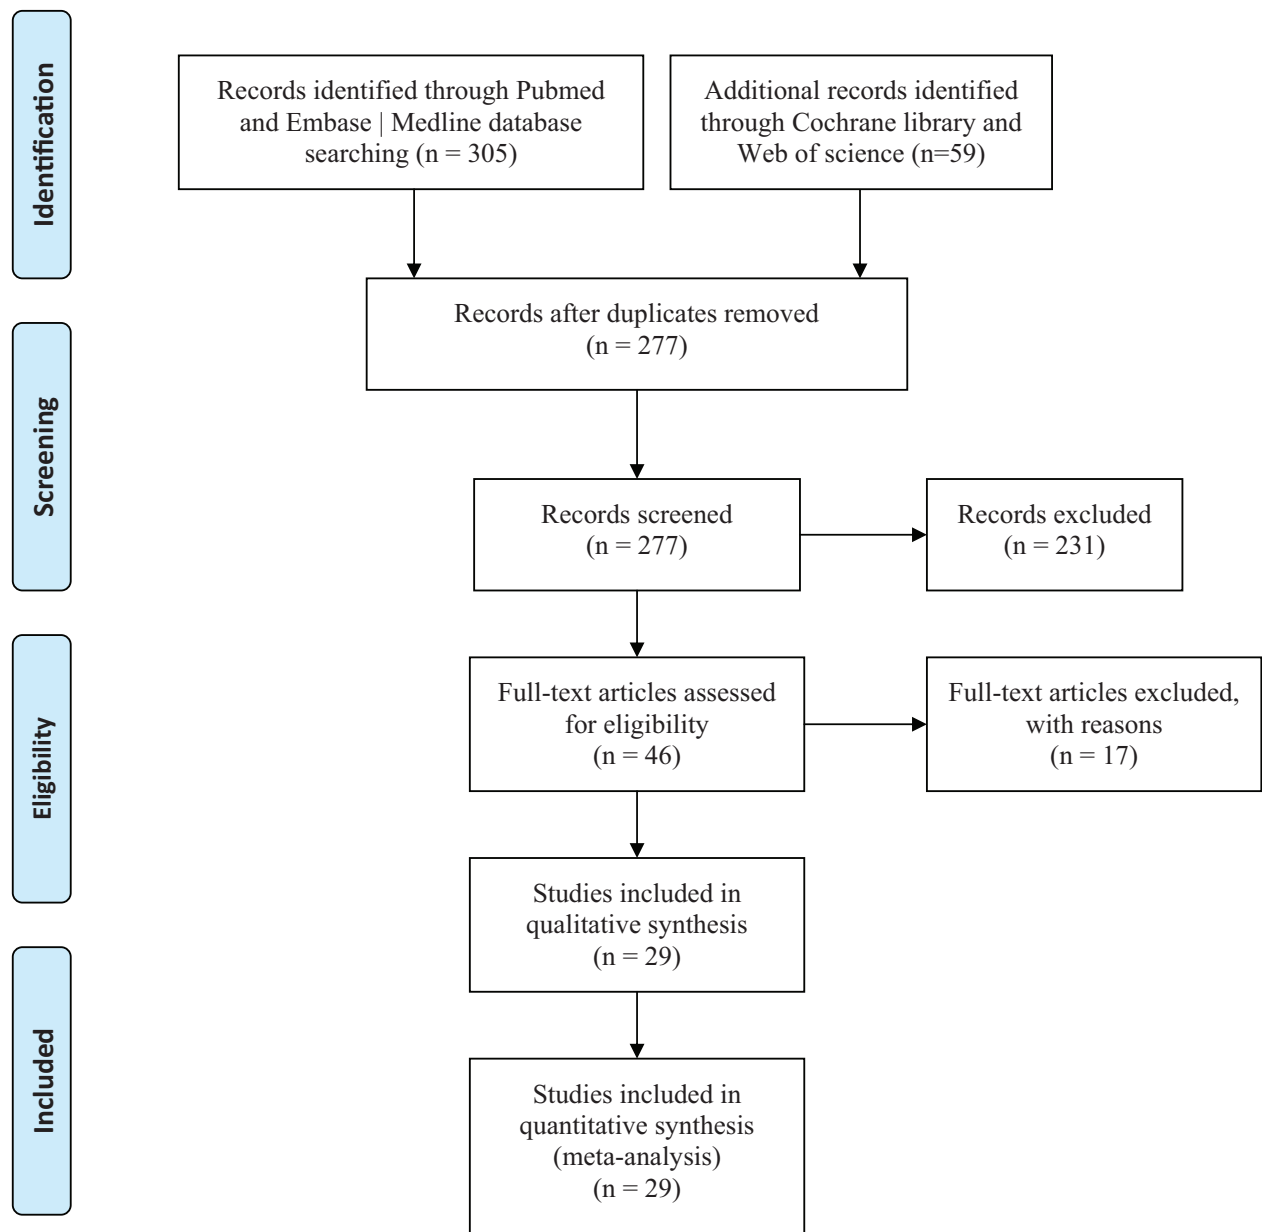 Identification
Records identified through Pubmed
and Embase | Medline database
searching (n = 305)
Additional records identified
through Cochrane library and
Web of science (n=59)
Records after duplicates removed
(n = 277)
Screening
Records screened
(n = 277)
Records excluded
(n = 231)
Eligibility
Full-text articles assessed
for eligibility
(n = 46)
Full-text articles excluded,
with reasons
(n = 17)
Studies included in
qualitative synthesis
(n = 29)
Included
Studies included in
quantitative synthesis
(meta-analysis)
(n = 29)